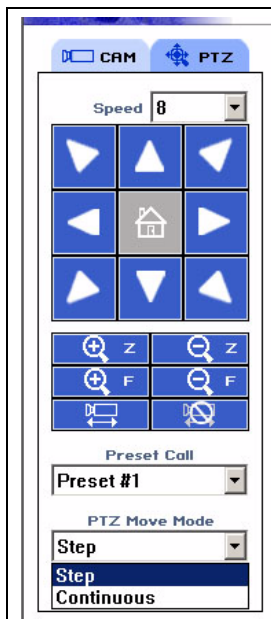 CAM PTZ
Speed 8
Z Z
F F
Preset Call
Preset #1
PTZ Move Mode
Step
Step
Continuous